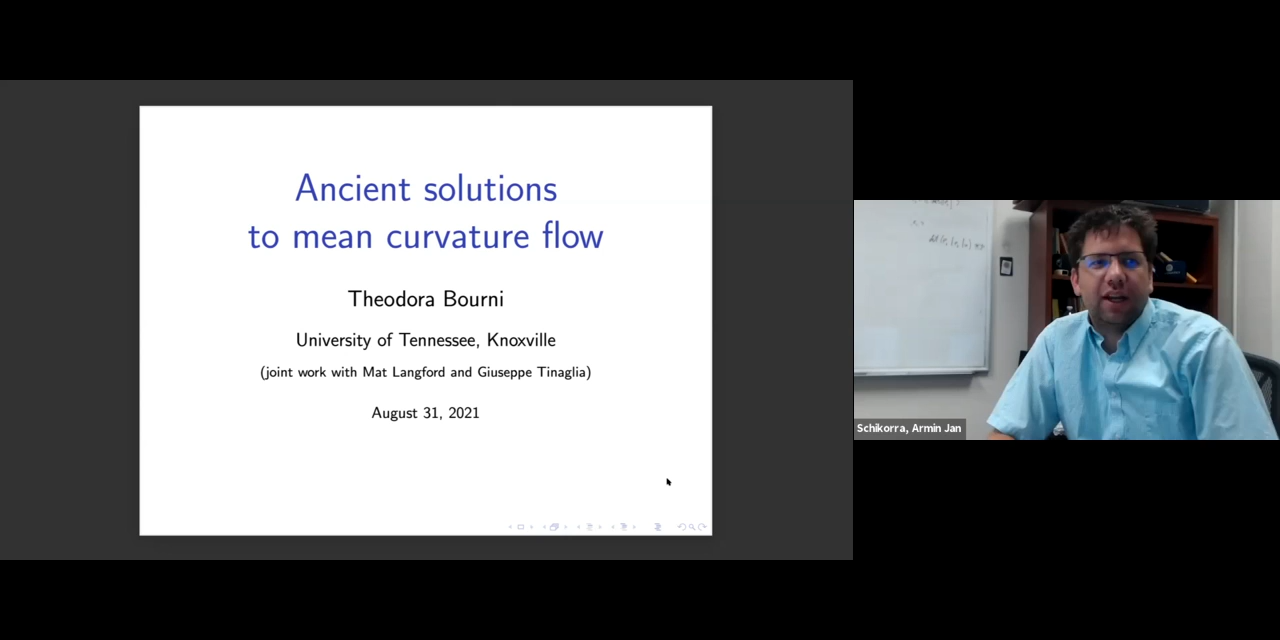 Ancient solutions
to mean curvature flow
Theodora Bourni
University of Tennessee, Knoxville
(joint work with Mat Langford and Giuseppe Tinaglia)
August 31, 2021
Schikorra, Armin Jan